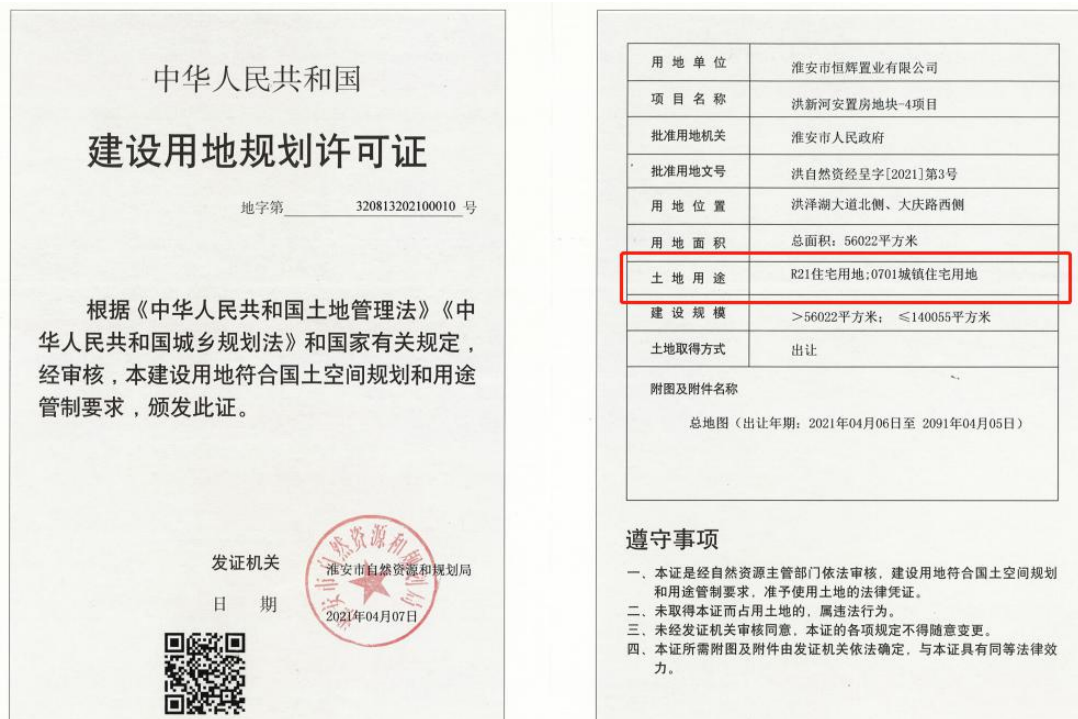 中华人民共和国
建设用地规划许可证
地字第 320813202100010 号
根据《中华人民共和国土地管理法》《中
华人民共和国城乡规划法》和国家有关规定，
经审核，本建设用地符合国土空间规划和用途
管制要求，颁发此证。
发证机关
淮安市自然资源和规划局
日 期
2021年04月07日
淮安市自然资源和规划局
用地单位 淮安市恒辉置业有限公司
项目名称 洪新河安置房地块-4项目
批准用地机关 淮安市人民政府
批准用地文号 洪自然资经呈字[2021]第3号
用地位置 洪泽湖大道北侧、大庆路西侧
用地面积 总面积：56022平方米
土地用途 R21住宅用地;0701城镇住宅用地
建设规模 >56022平方米； ≤140055平方米
土地取得方式 出让
附图及附件名称
总地图（出让年期：2021年04月06日至 2091年04月05日）
遵守事项
一、本证是经自然资源主管部门依法审核，建设用地符合国土空间规划
和用途管制要求，准予使用土地的法律凭证。
二、未取得本证而占用土地的，属违法行为。
三、未经发证机关审核同意，本证的各项规定不得随意变更。
四、本证所需附图及附件由发证机关依法确定，与本证具有同等法律效
力。